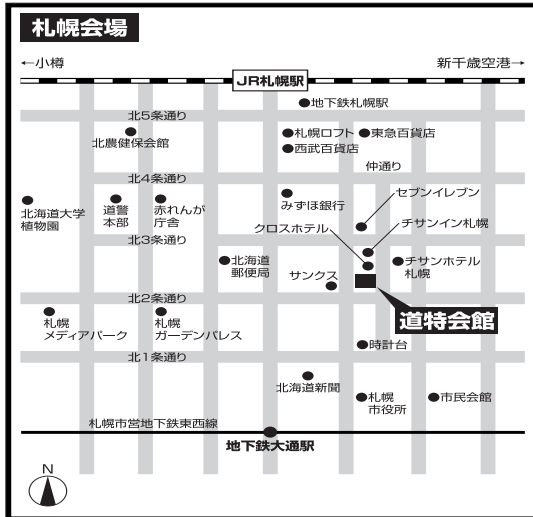 札幌会場
←小樽
新千歳空港→
JR札幌駅
地下鉄札幌駅
北5条通り
北農健保会館
札幌ロフト
東急百貨店
西武百貨店
仲通り
北4条通り
セブンイレブン
北海道大学
植物園
道警
本部
赤れんが
庁舎
みずほ銀行
クロスホテル
チサンイン札幌
北3条通り
北海道
郵便局
サンクス
チサンホテル
札幌
北2条通り
札幌
メディアパーク
札幌
ガーデンパレス
道特会館
北1条通り
時計台
北海道新聞
札幌
市役所
市民会館
札幌市営地下鉄東西線
地下鉄大通駅
N